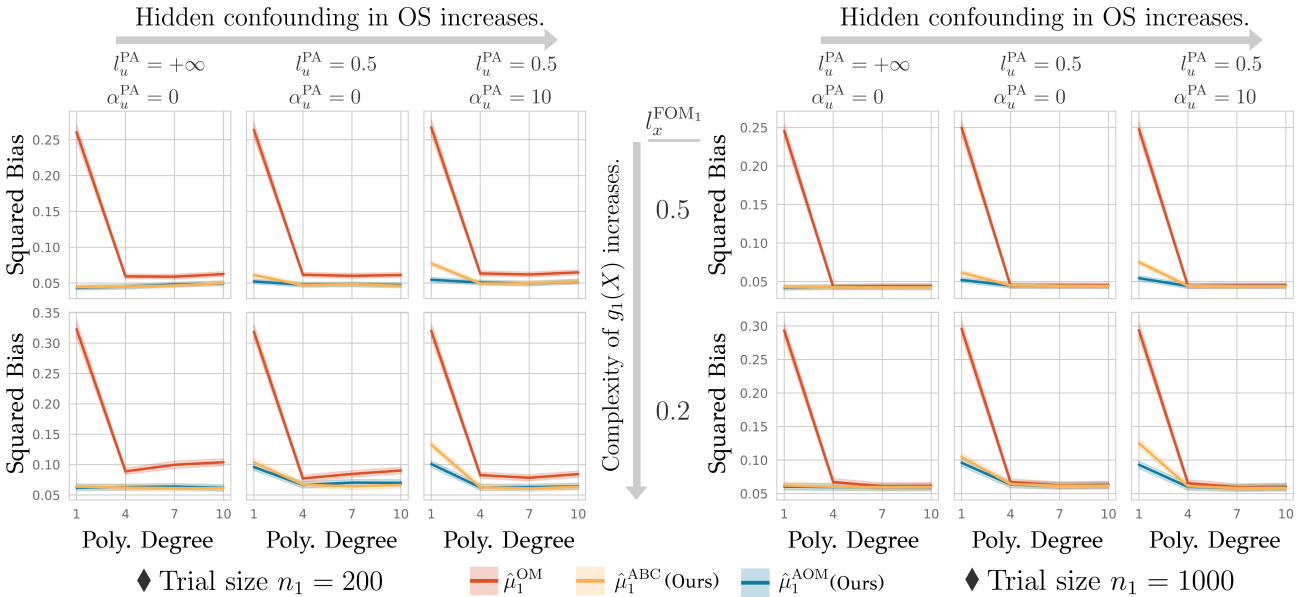 Hidden confounding in OS increases.
Hidden confounding in OS increases.
l_u^PA = +∞ l_u^PA = 0.5 l_u^PA = 0.5
α_u^PA = 0 α_u^PA = 0 α_u^PA = 10
l_u^PA = +∞ l_u^PA = 0.5 l_u^PA = 0.5
α_u^PA = 0 α_u^PA = 0 α_u^PA = 10
Squared Bias
0.25
0.20
0.15
0.10
0.05
Squared Bias
0.35
0.30
0.25
0.20
0.15
0.10
0.05
1 4 7 10 1 4 7 10 1 4 7 10
Poly. Degree Poly. Degree Poly. Degree
Complexity of g_1(X) increases.
l_x^FOM_1
0.5
0.2
Squared Bias
0.25
0.20
0.15
0.10
0.05
Squared Bias
0.30
0.25
0.20
0.15
0.10
0.05
1 4 7 10 1 4 7 10 1 4 7 10
Poly. Degree Poly. Degree Poly. Degree
♦ Trial size n_1 = 200
μ̂_1^OM μ̂_1^ABC (Ours) μ̂_1^AOM (Ours)
♦ Trial size n_1 = 1000